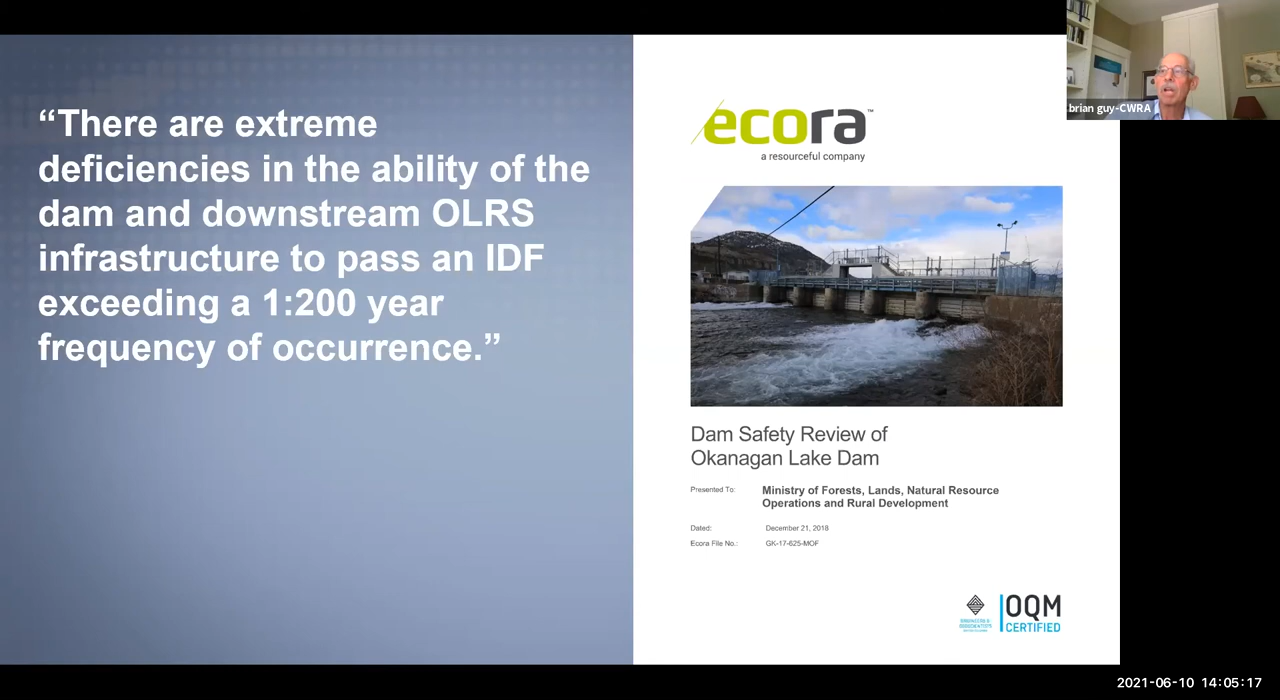 “There are extreme
deficiencies in the ability of the
dam and downstream OLRS
infrastructure to pass an IDF
exceeding a 1:200 year
frequency of occurrence.”
ecora™
a resourceful company
Dam Safety Review of
Okanagan Lake Dam
Presented To: Ministry of Forests, Lands, Natural Resource
Operations and Rural Development
Dated: December 21, 2018
Ecora File No.: GK-17-625-MOF
OQM
CERTIFIED
brian guy-CWRA
2021-06-10 14:05:17